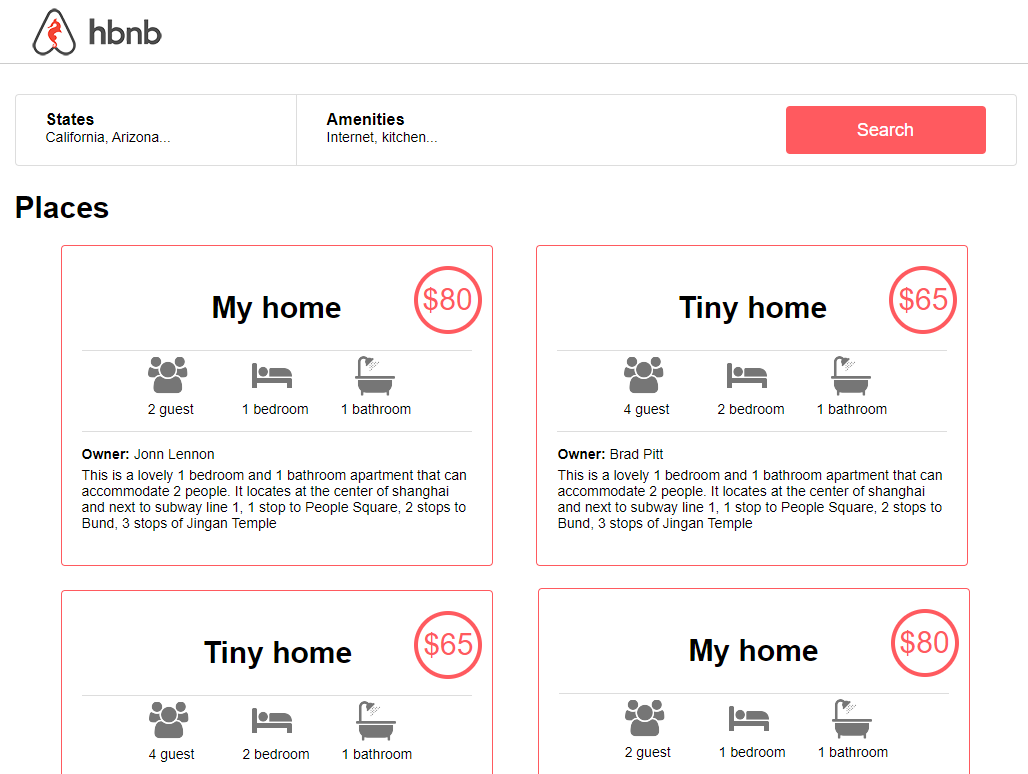 hbnb
States
California, Arizona...
Amenities
Internet, kitchen...
Search
Places
My home
$80
2 guest
1 bedroom
1 bathroom
Owner: Jonn Lennon
This is a lovely 1 bedroom and 1 bathroom apartment that can
accommodate 2 people. It locates at the center of shanghai
and next to subway line 1, 1 stop to People Square, 2 stops to
Bund, 3 stops of Jingan Temple
Tiny home
$65
4 guest
2 bedroom
1 bathroom
Owner: Brad Pitt
This is a lovely 1 bedroom and 1 bathroom apartment that can
accommodate 2 people. It locates at the center of shanghai
and next to subway line 1, 1 stop to People Square, 2 stops to
Bund, 3 stops of Jingan Temple
Tiny home
$65
4 guest
2 bedroom
1 bathroom
My home
$80
2 guest
1 bedroom
1 bathroom